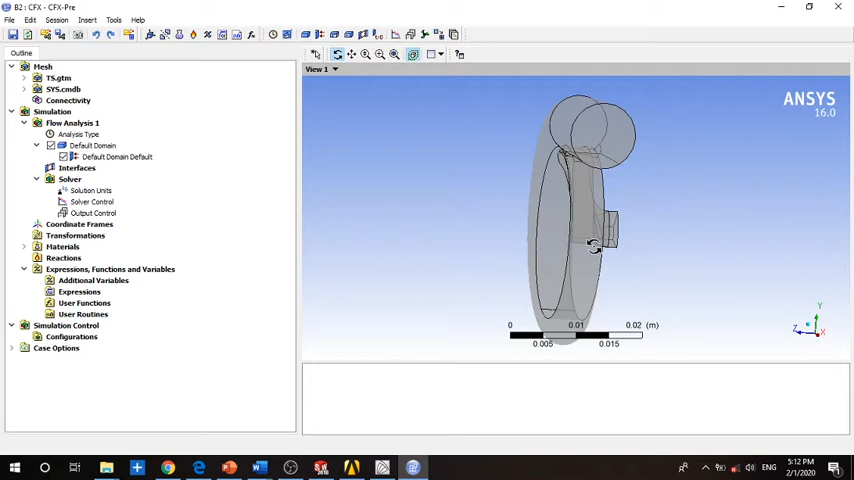 B2 : CFX - CFX-Pre
File Edit Session Insert Tools Help
Outline
Mesh
TS.gtm
SYS.cmdb
Connectivity
Simulation
Flow Analysis 1
Analysis Type
Default Domain
Default Domain Default
Interfaces
Solver
Solution Units
Solver Control
Output Control
Coordinate Frames
Transformations
Materials
Reactions
Expressions, Functions and Variables
Additional Variables
Expressions
User Functions
User Routines
Simulation Control
Configurations
Case Options
View 1
ANSYS
16.0
0 0.01 0.02 (m)
0.005 0.015
Y
Z X
ENG
5:12 PM
2/1/2020